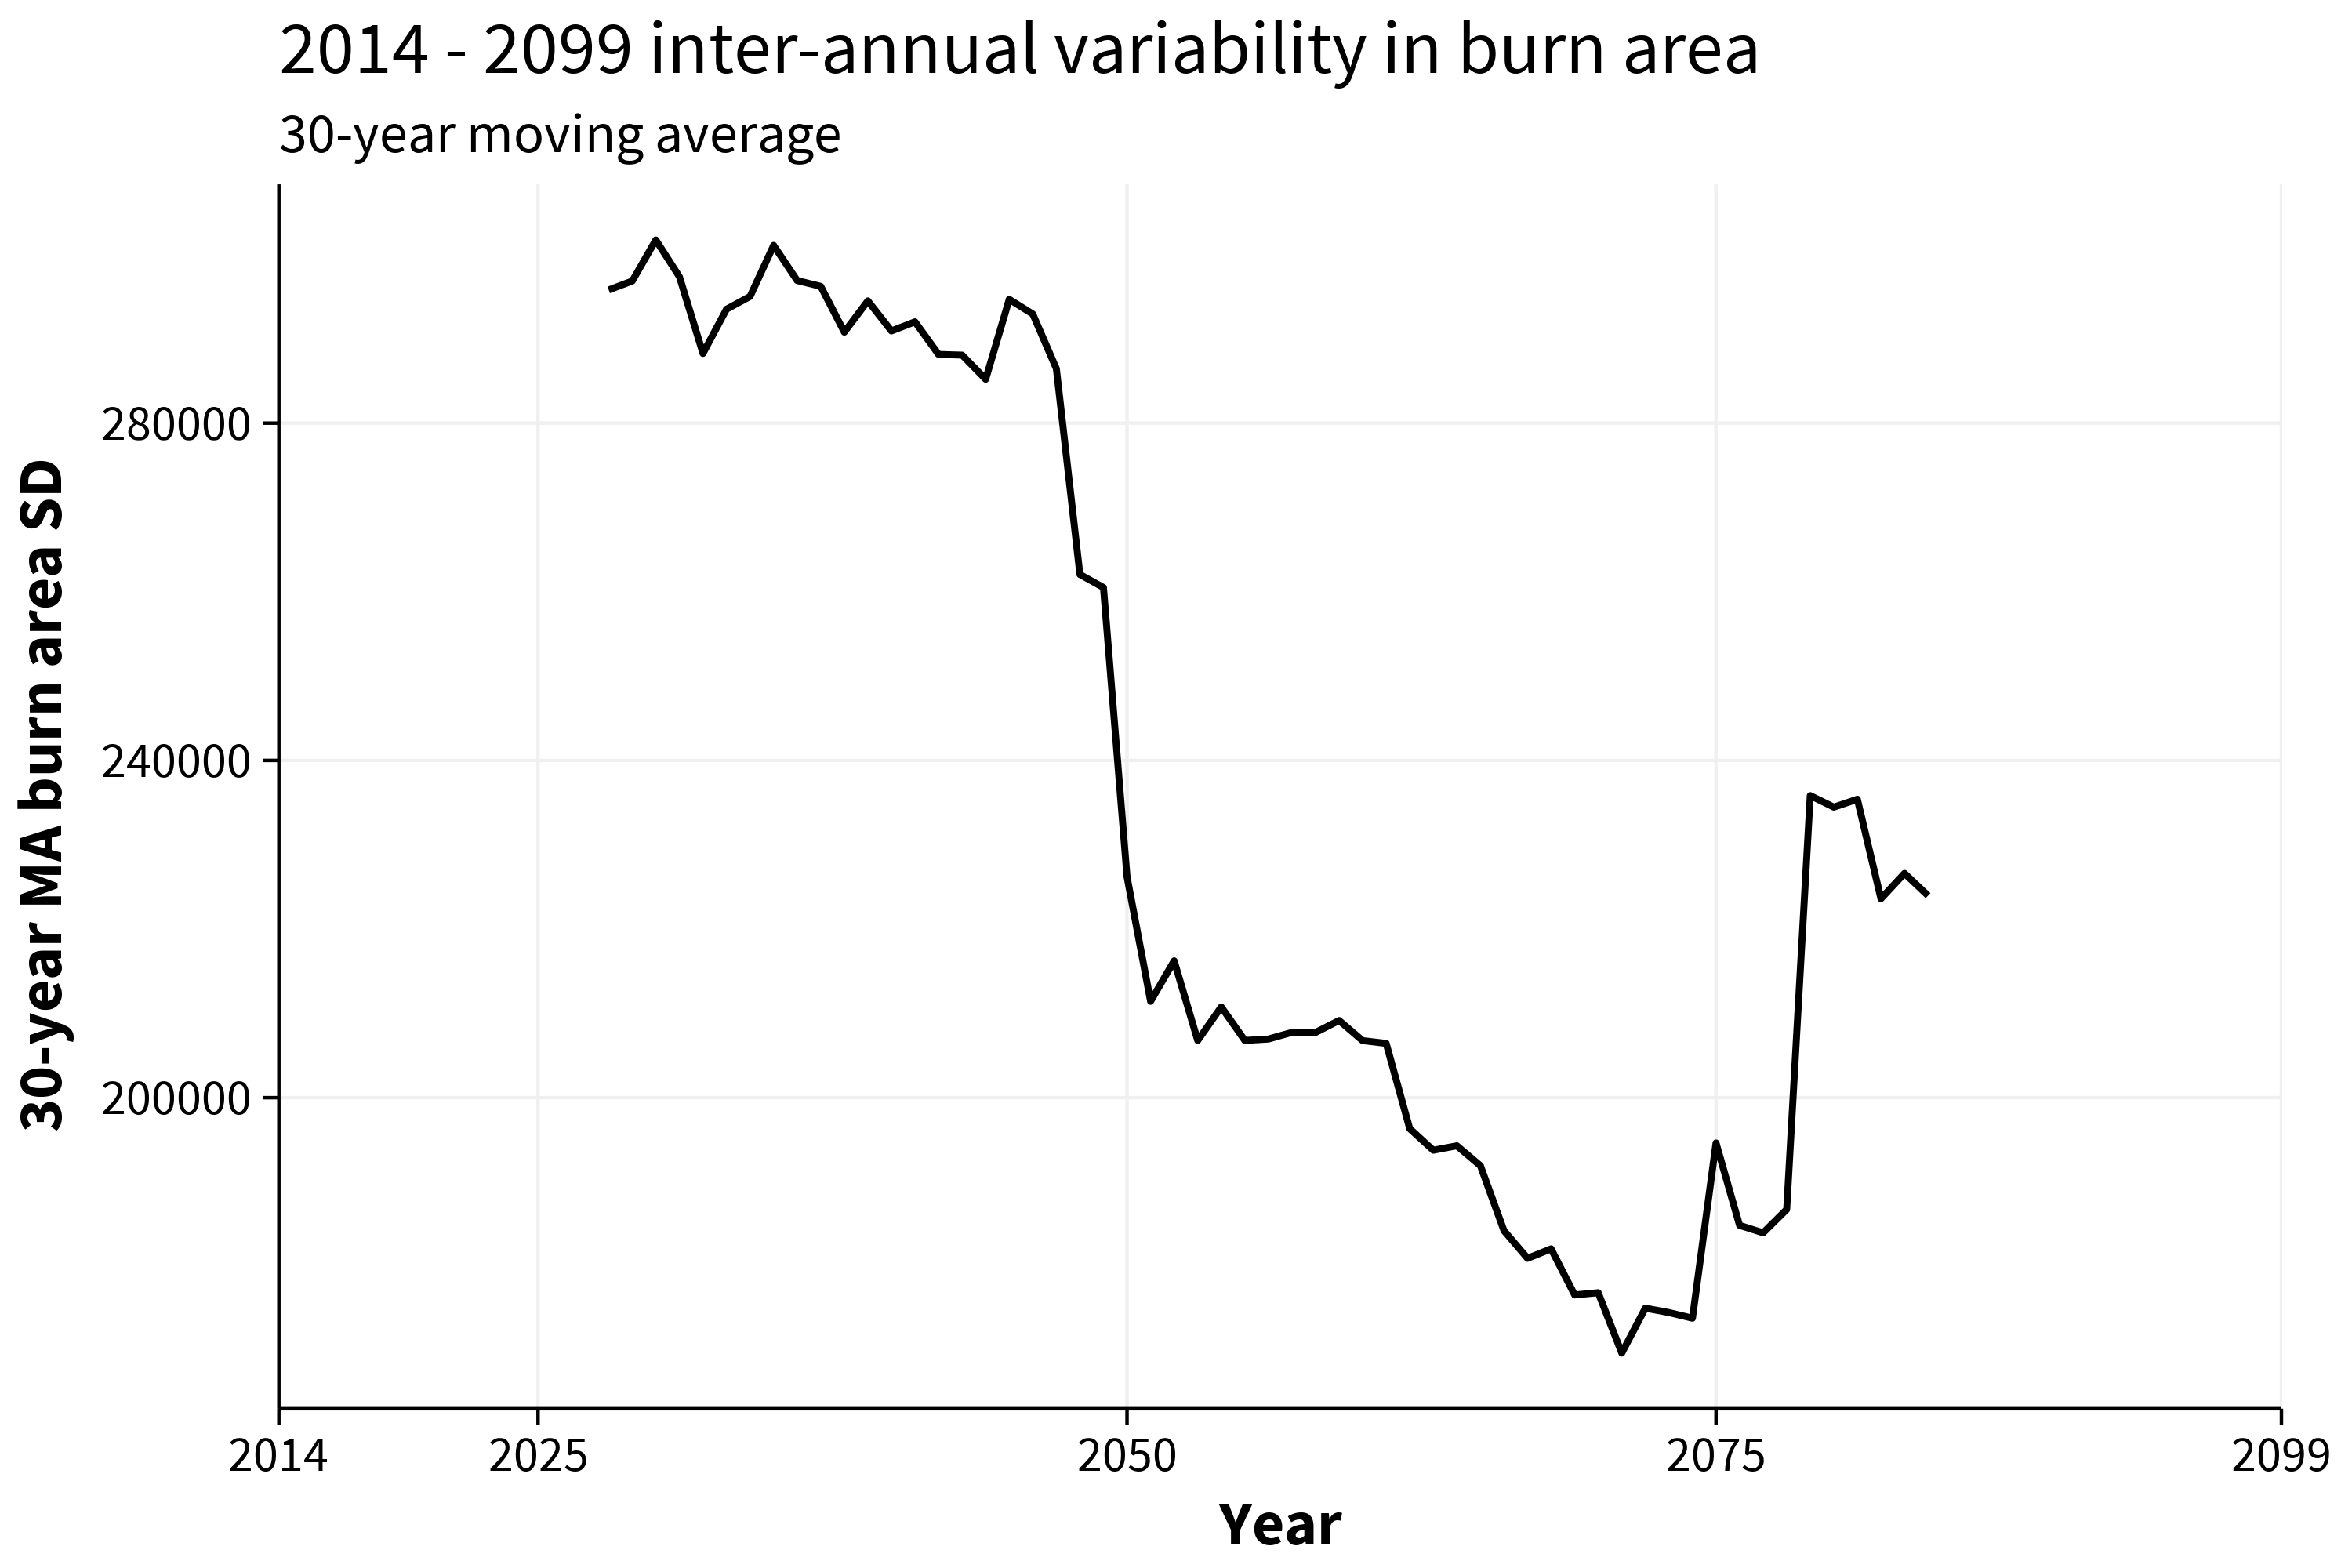 2014 - 2099 inter-annual variability in burn area
30-year moving average
30-year MA burn area SD
280000
240000
200000
2014
2025
2050
2075
2099
Year